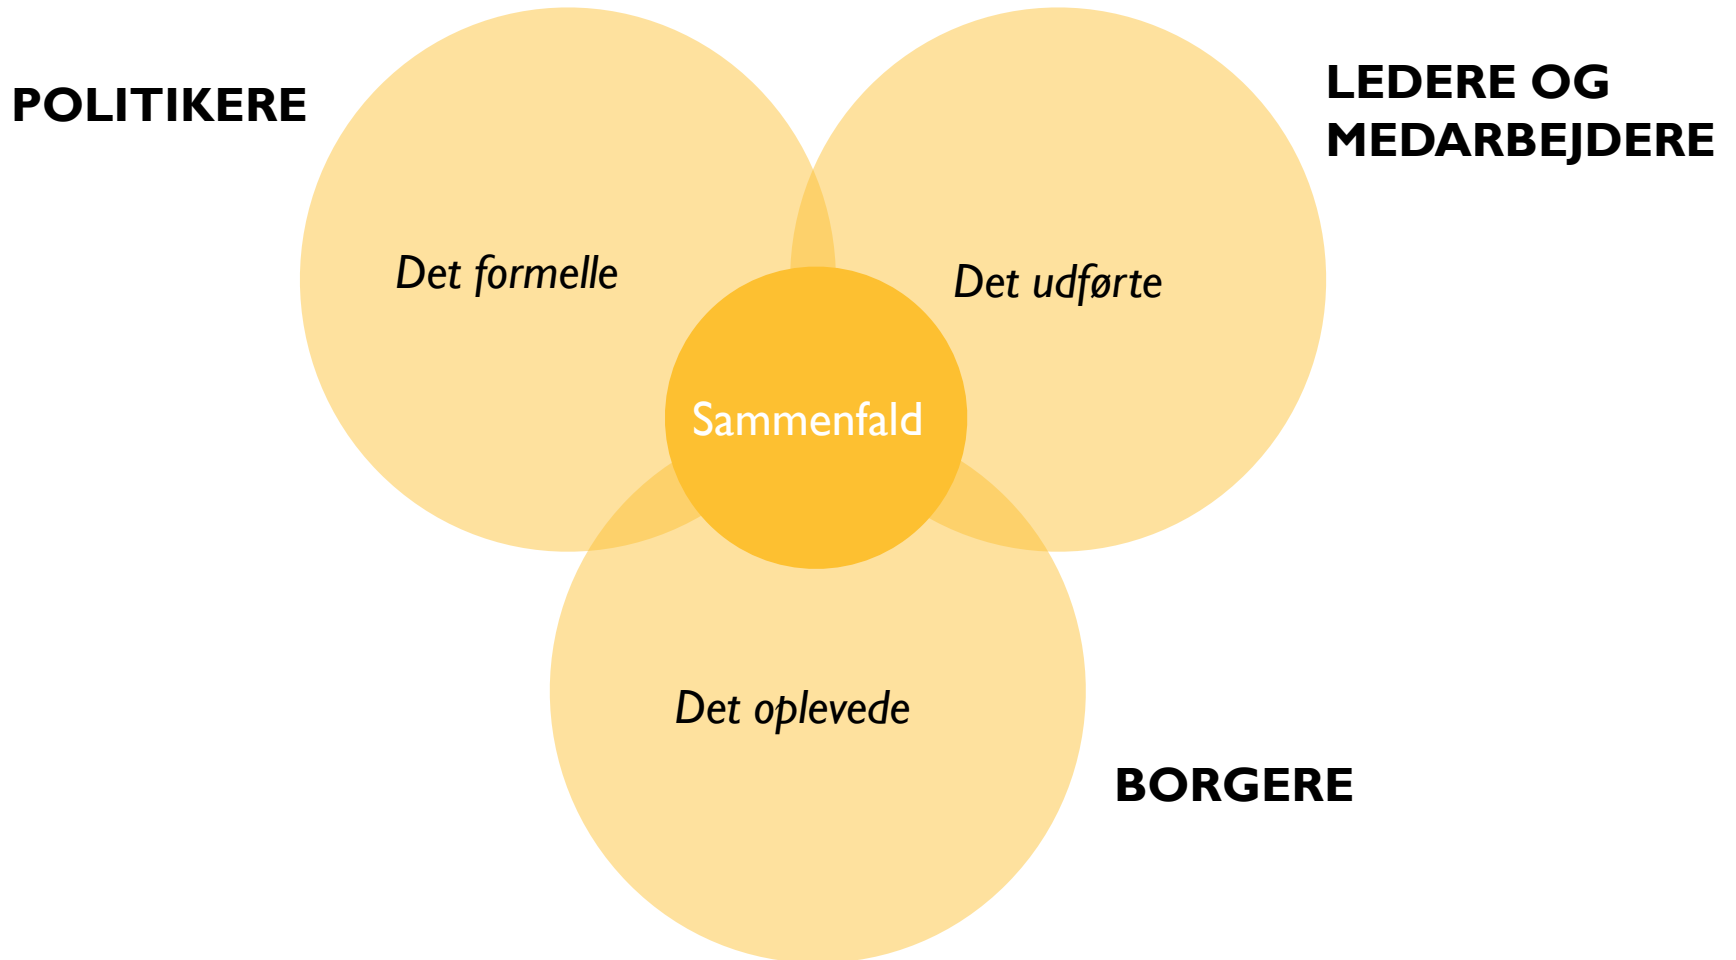 POLITIKERE
LEDERE OG
MEDARBEJDERE
Det formelle
Det udførte
Sammenfald
Det oplevede
BORGERE